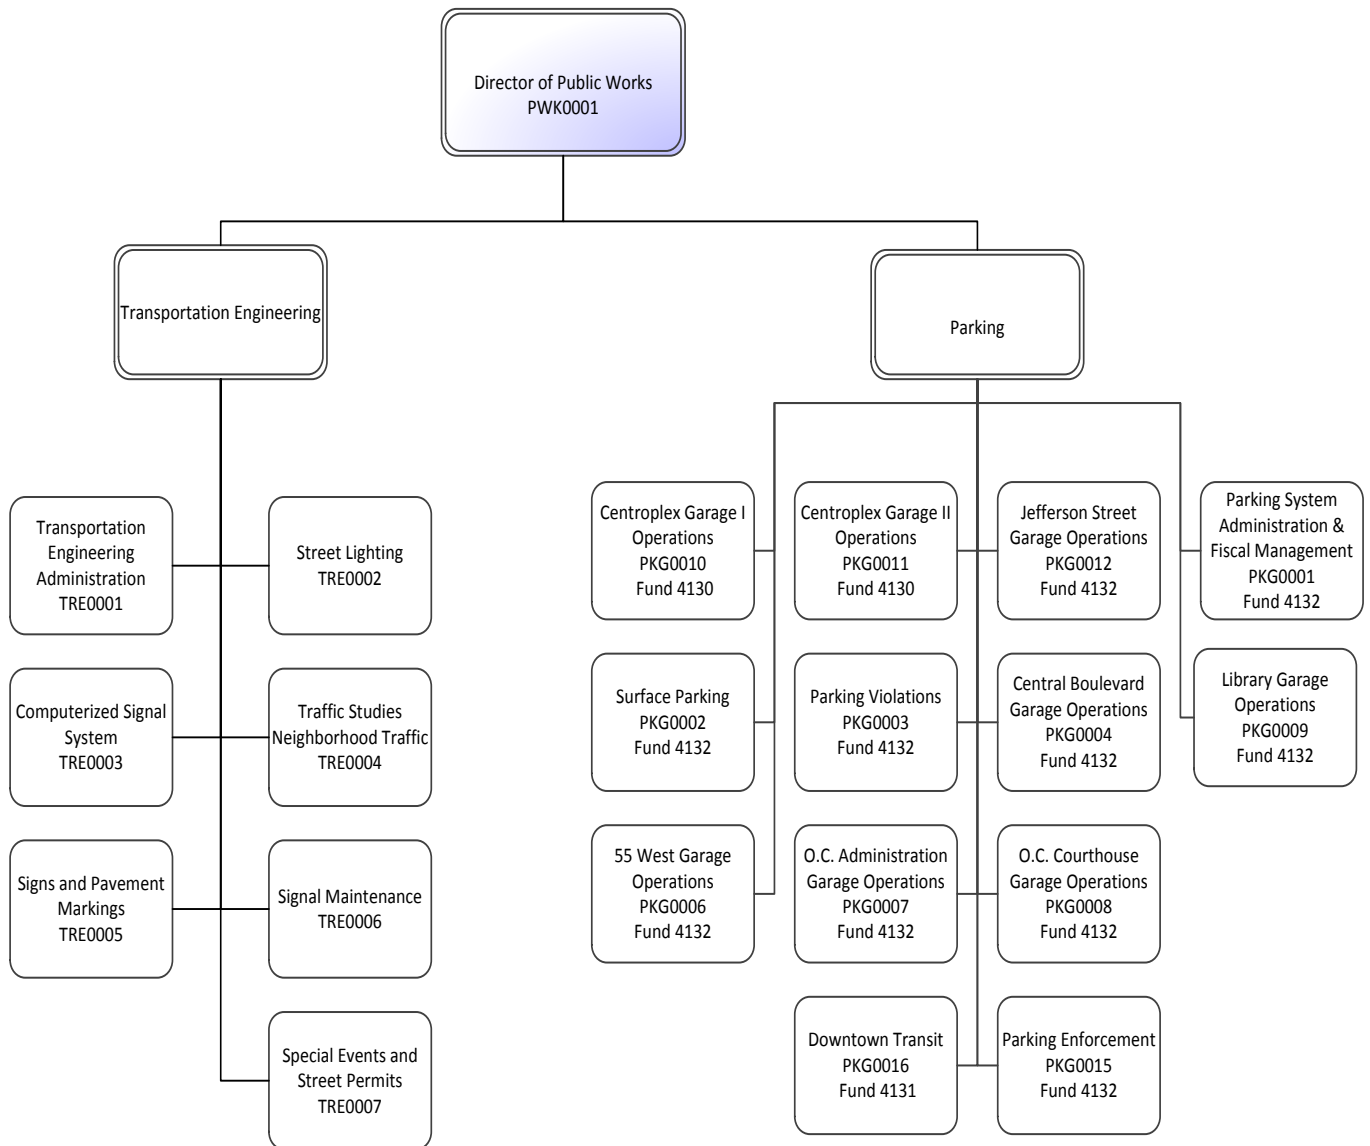 Director of Public Works
PWK0001
Transportation Engineering
Parking
Transportation
Engineering
Administration
TRE0001
Street Lighting
TRE0002
Computerized Signal
System
TRE0003
Traffic Studies
Neighborhood Traffic
TRE0004
Signs and Pavement
Markings
TRE0005
Signal Maintenance
TRE0006
Special Events and
Street Permits
TRE0007
Centroplex Garage I
Operations
PKG0010
Fund 4130
Centroplex Garage II
Operations
PKG0011
Fund 4130
Jefferson Street
Garage Operations
PKG0012
Fund 4132
Parking System
Administration &
Fiscal Management
PKG0001
Fund 4132
Surface Parking
PKG0002
Fund 4132
Parking Violations
PKG0003
Fund 4132
Central Boulevard
Garage Operations
PKG0004
Fund 4132
Library Garage
Operations
PKG0009
Fund 4132
55 West Garage
Operations
PKG0006
Fund 4132
O.C. Administration
Garage Operations
PKG0007
Fund 4132
O.C. Courthouse
Garage Operations
PKG0008
Fund 4132
Downtown Transit
PKG0016
Fund 4131
Parking Enforcement
PKG0015
Fund 4132